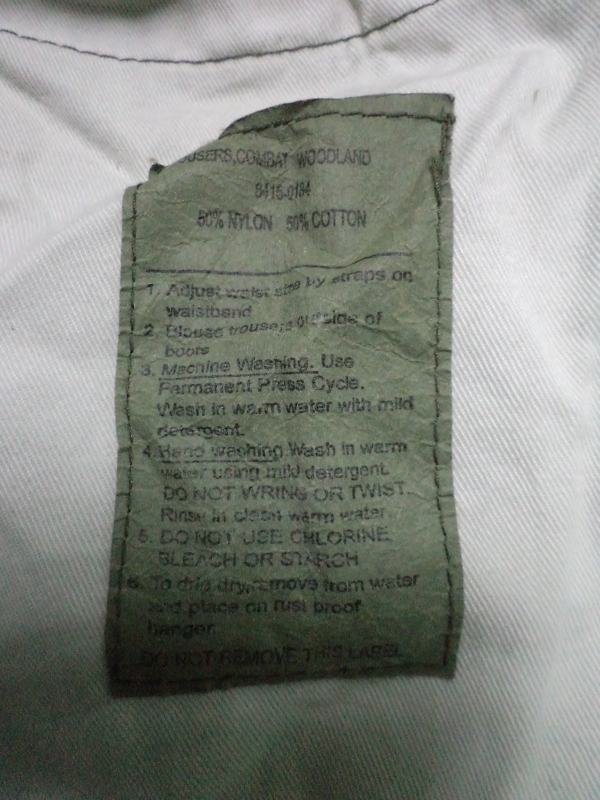 OUSERS,COMBAT WOODLAND
8415-0184
50% NYLON 50% COTTON
1. Adjust waist size by straps on
waistband
2. Blouse trousers outside of
boots
3. Machine Washing. Use
Permanent Press Cycle.
Wash in warm water with mild
detergent.
4. Hand washing.Wash in warm
water using mild detergent.
DO NOT WRING OR TWIST.
Rinse in clean warm water.
5. DO NOT USE CHLORINE
BLEACH OR STARCH
6. To drip dry,remove from water
and place on rust proof
hanger.
DO NOT REMOVE THIS LABEL